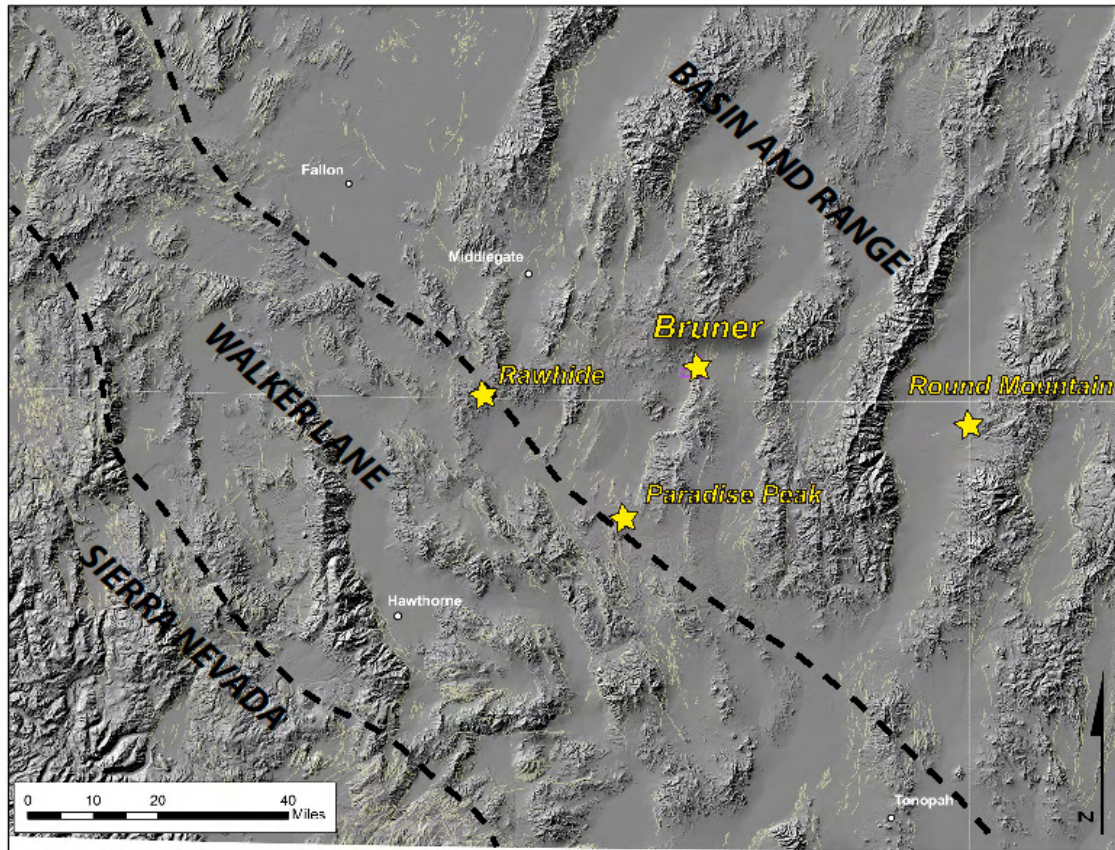 BASIN AND RANGE
Fallon
Middlegate
Bruner
WALKER LANE
Rawhide
Round Mountain
Paradise Peak
SIERRA NEVADA
Hawthorne
0 10 20 40
Miles
Tonopah
N